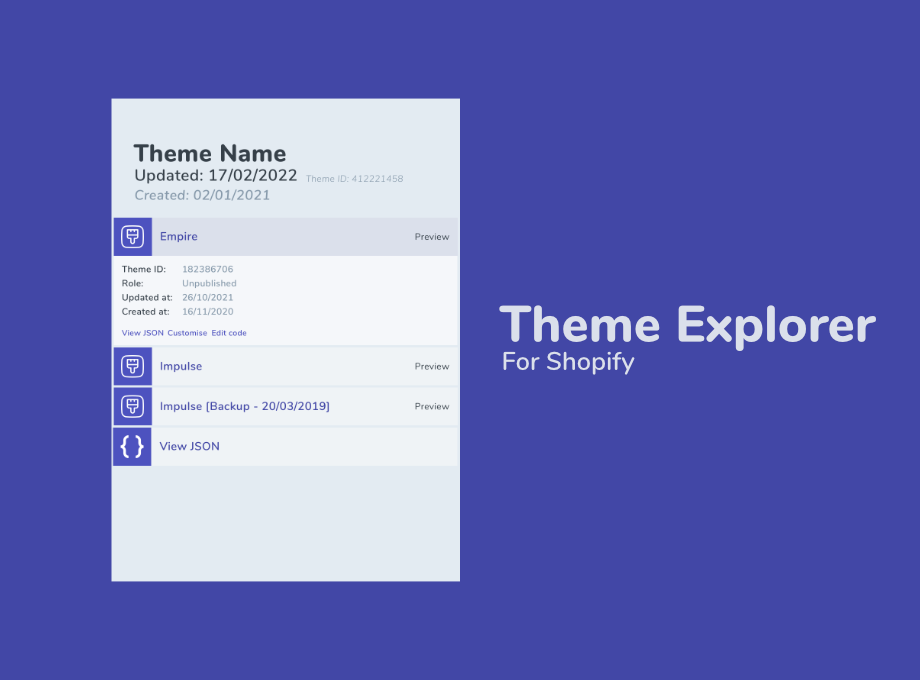 Theme Name
Updated: 17/02/2022 Theme ID: 412221458
Created: 02/01/2021
Empire Preview
Theme ID: 182386706
Role: Unpublished
Updated at: 26/10/2021
Created at: 16/11/2020
View JSON Customise Edit code
Impulse Preview
Impulse [Backup - 20/03/2019] Preview
{} View JSON
Theme Explorer
For Shopify